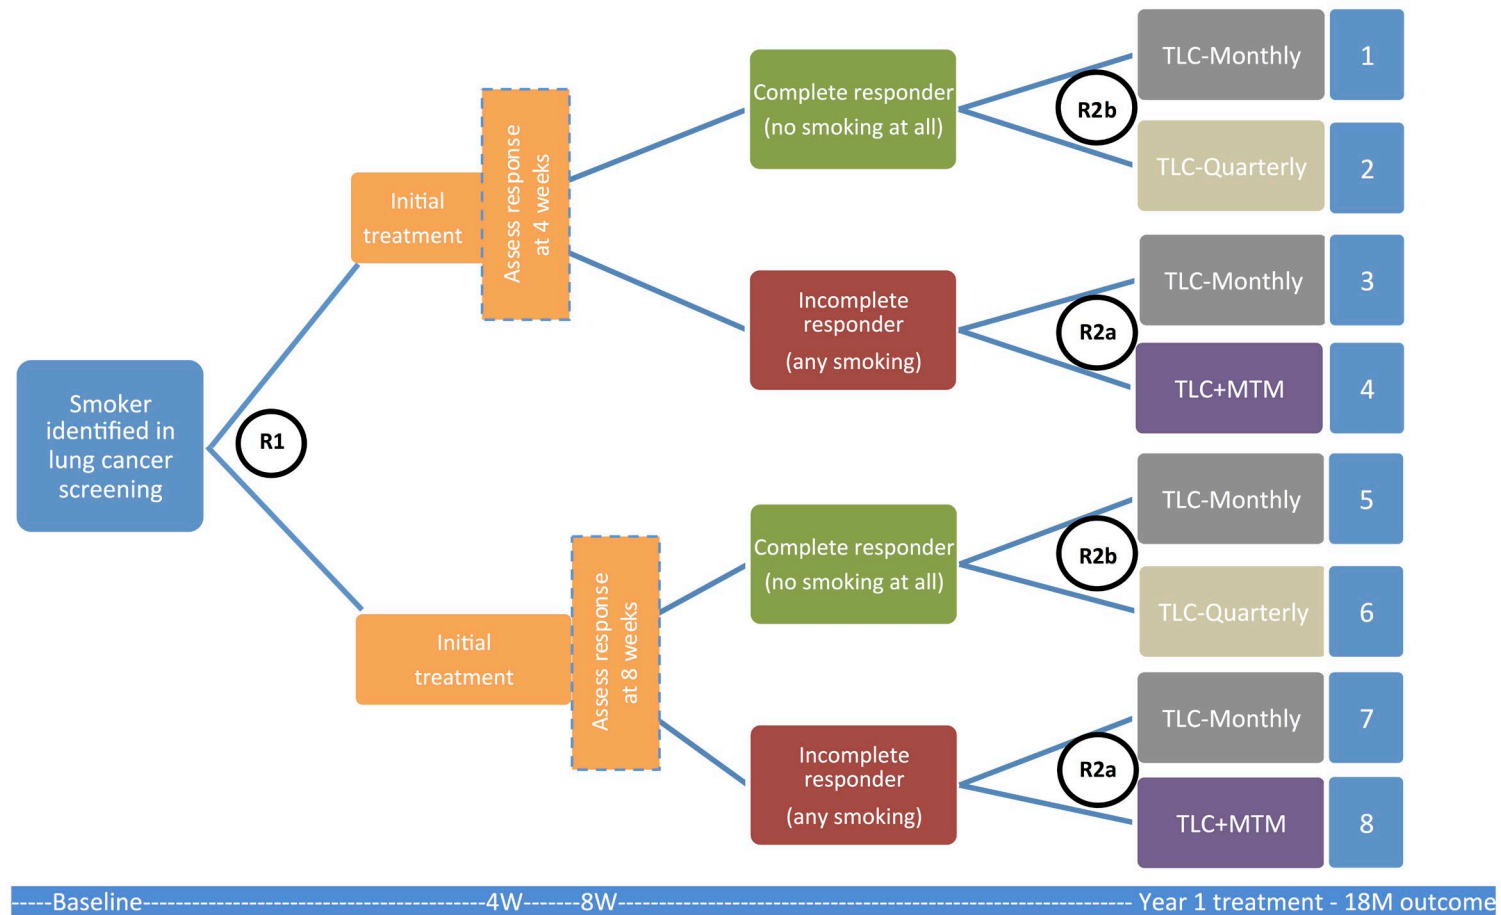 Smoker
identified in
lung cancer
screening
R1
Initial
treatment
Assess response
at 4 weeks
Complete responder
(no smoking at all)
R2b
TLC-Monthly
1
TLC-Quarterly
2
Incomplete
responder
(any smoking)
R2a
TLC-Monthly
3
TLC+MTM
4
Initial
treatment
Assess response
at 8 weeks
Complete responder
(no smoking at all)
R2b
TLC-Monthly
5
TLC-Quarterly
6
Incomplete
responder
(any smoking)
R2a
TLC-Monthly
7
TLC+MTM
8
-----Baseline------------------------------------------4W-------8W---------------------------------------------------------------- Year 1 treatment - 18M outcome